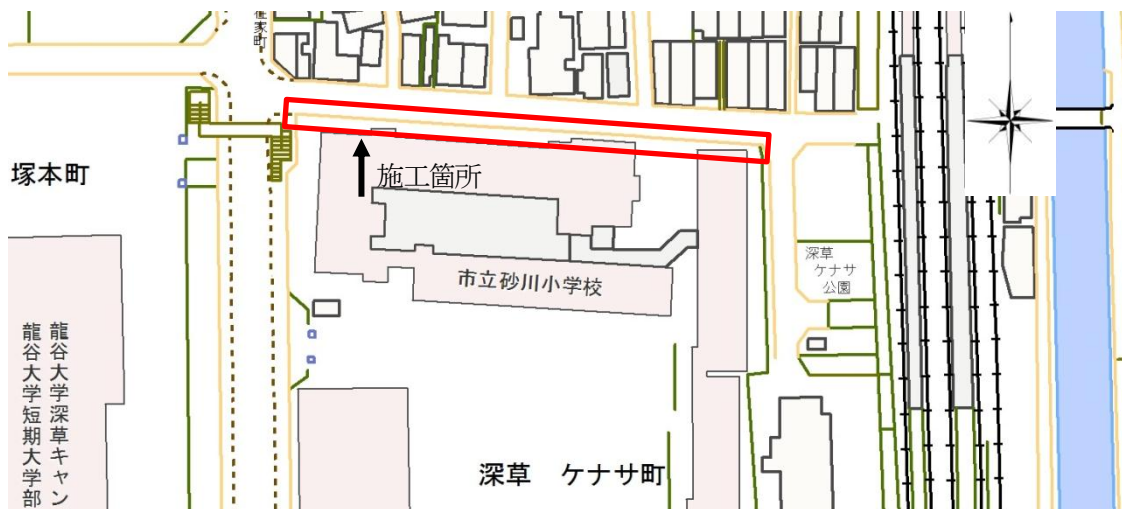 塚本町
施工箇所
市立砂川小学校
深草
ケナサ
公園
龍谷大学深草キャン
龍谷大学短期大学部
深草　ケナサ町